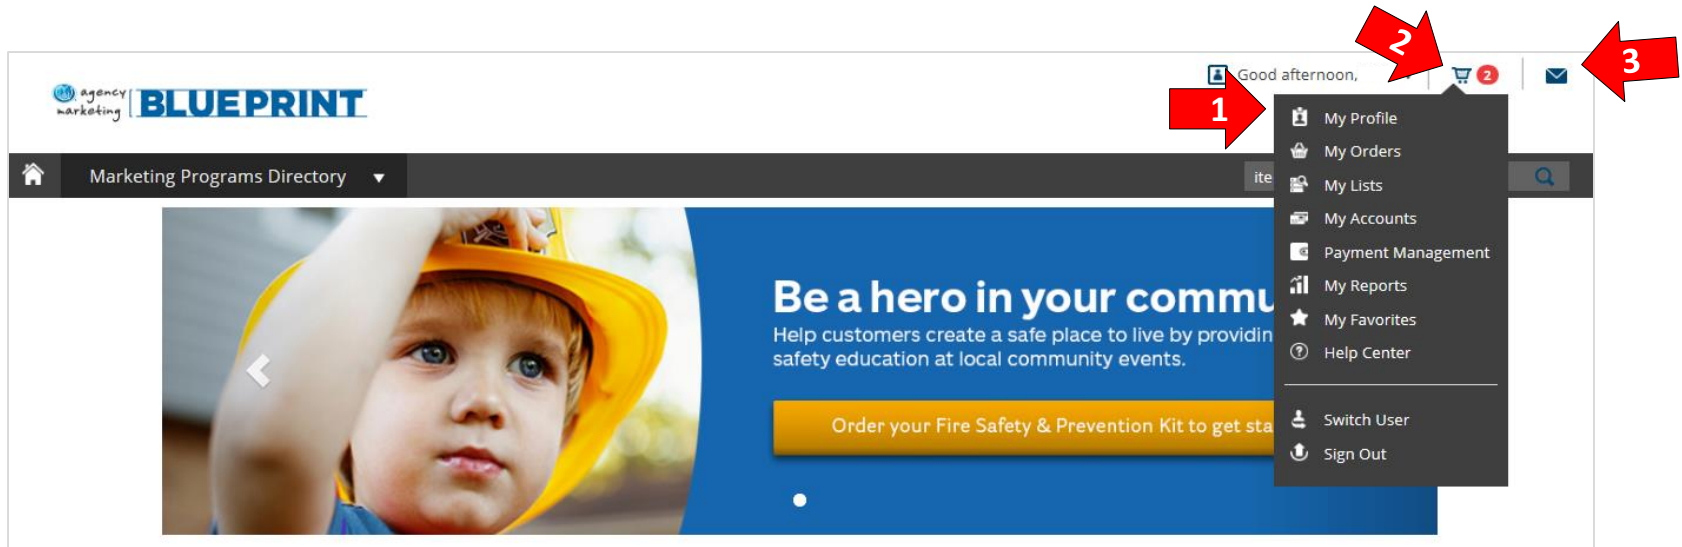 2
3
Good afternoon,
2
agency
marketing
BLUEPRINT
1
My Profile
My Orders
Marketing Programs Directory
ite
My Lists
My Accounts
Payment Management
My Reports
My Favorites
Help Center
Switch User
Sign Out
Be a hero in your commu
Help customers create a safe place to live by providin
safety education at local community events.
Order your Fire Safety & Prevention Kit to get sta